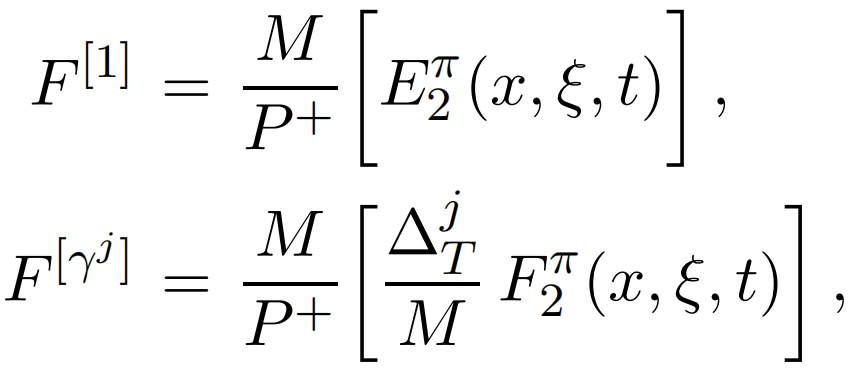 F^{[1]} = \frac{M}{P^+} \left[ E_2^\pi(x, \xi, t) \right] ,
F^{[\gamma^j]} = \frac{M}{P^+} \left[ \frac{\Delta_T^j}{M} F_2^\pi(x, \xi, t) \right] ,